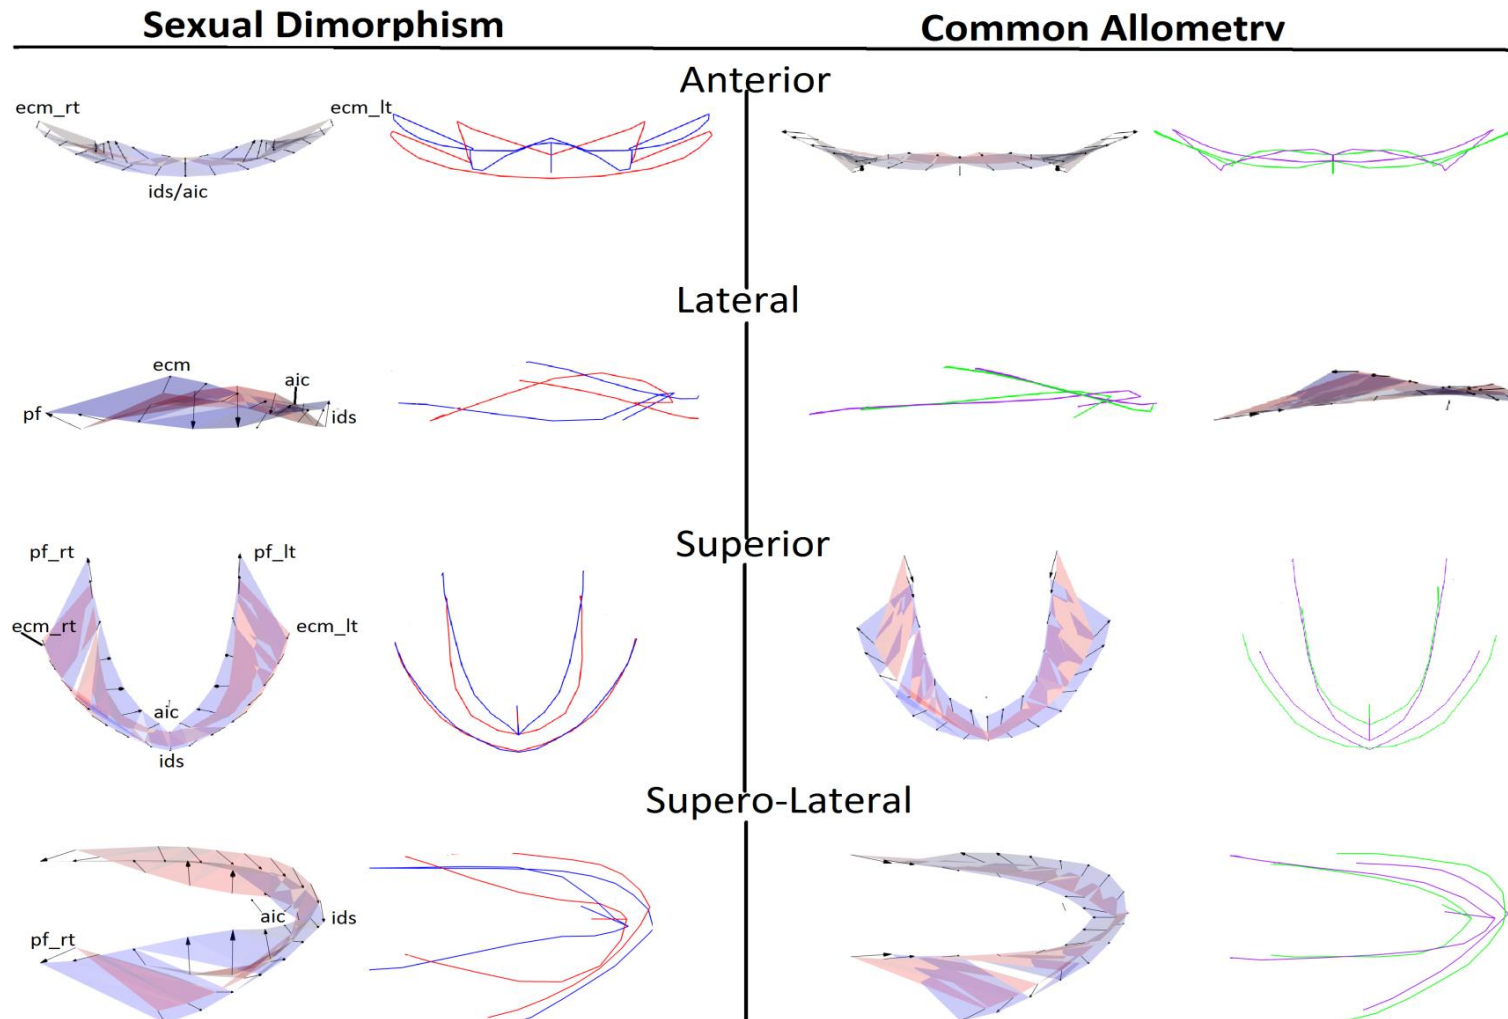 Sexual Dimorphism
Common Allometry
Anterior
ecm_rt
ecm_lt
ids/aic
Lateral
ecm
aic
pf
ids
Superior
pf_rt
pf_lt
ecm_rt
ecm_lt
aic
ids
Supero-Lateral
aic
ids
pf_rt